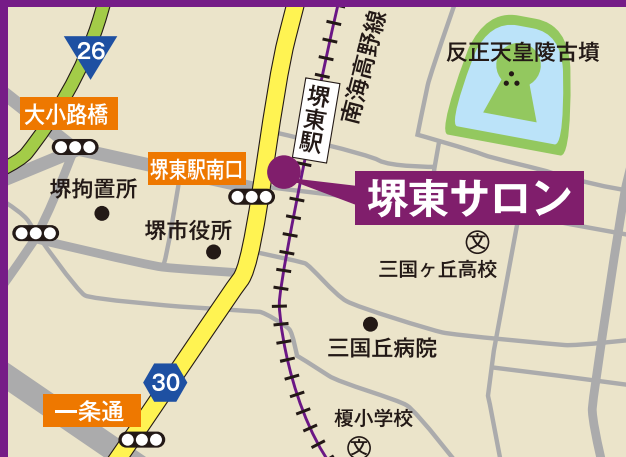 26
南海高野線
反正天皇陵古墳
大小路橋
堺東駅
堺東駅南口
堺拘置所
堺東サロン
堺市役所
文
三国ヶ丘高校
三国丘病院
30
一条通
榎小学校
文